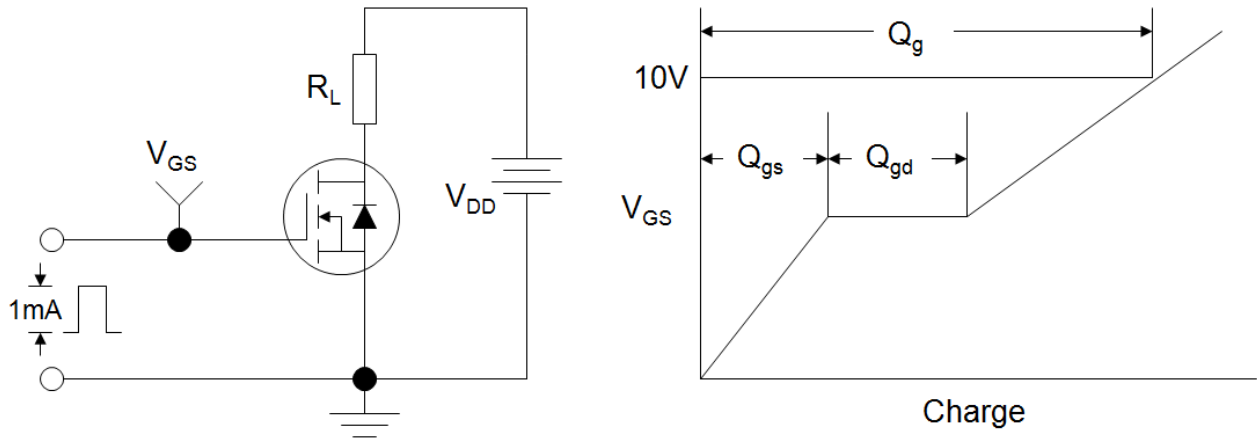 R_L
V_GS
V_DD
1mA
Q_g
10V
Q_gs
Q_gd
V_GS
Charge